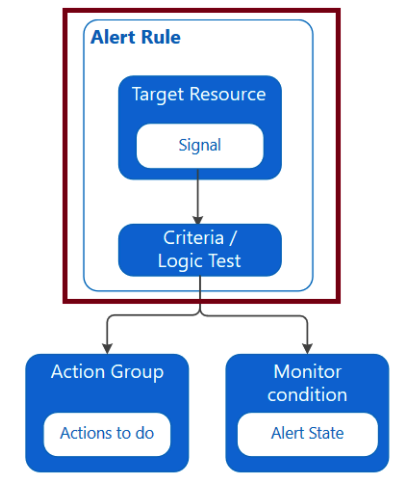 Alert Rule
Target Resource
Signal
Criteria /
Logic Test
Action Group
Actions to do
Monitor
condition
Alert State